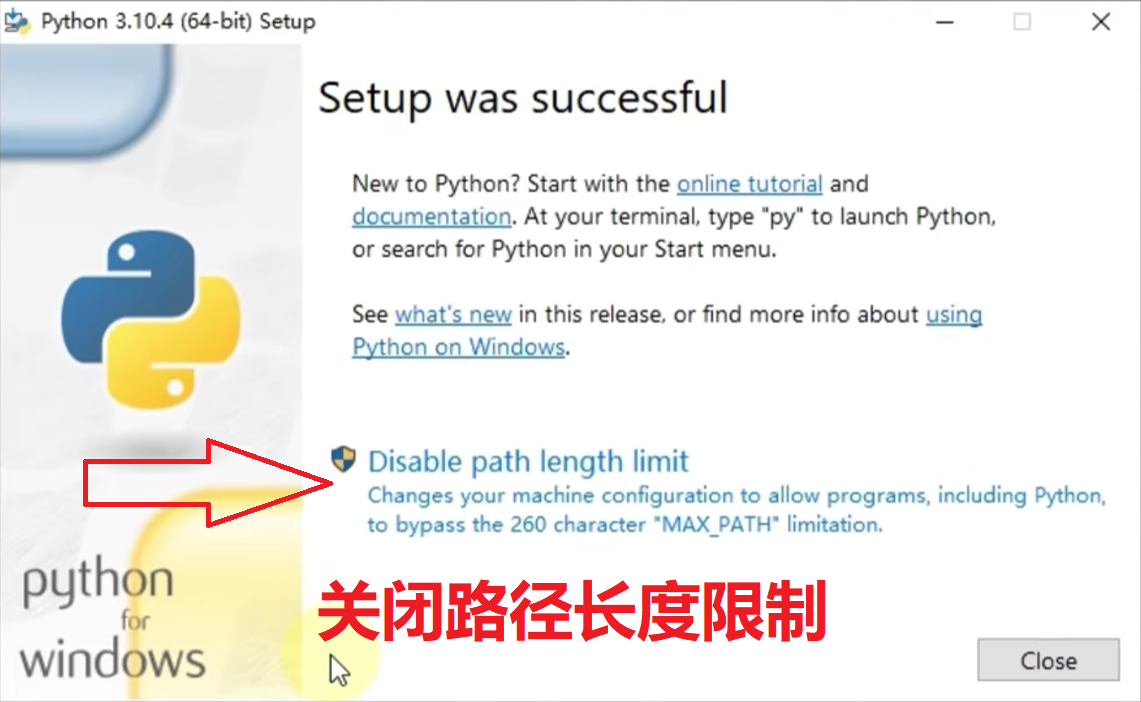 Python 3.10.4 (64-bit) Setup
Setup was successful
New to Python? Start with the online tutorial and
documentation. At your terminal, type "py" to launch Python,
or search for Python in your Start menu.
See what's new in this release, or find more info about using
Python on Windows.
Disable path length limit
Changes your machine configuration to allow programs, including Python,
to bypass the 260 character "MAX_PATH" limitation.
关闭路径长度限制
python
for
windows
Close